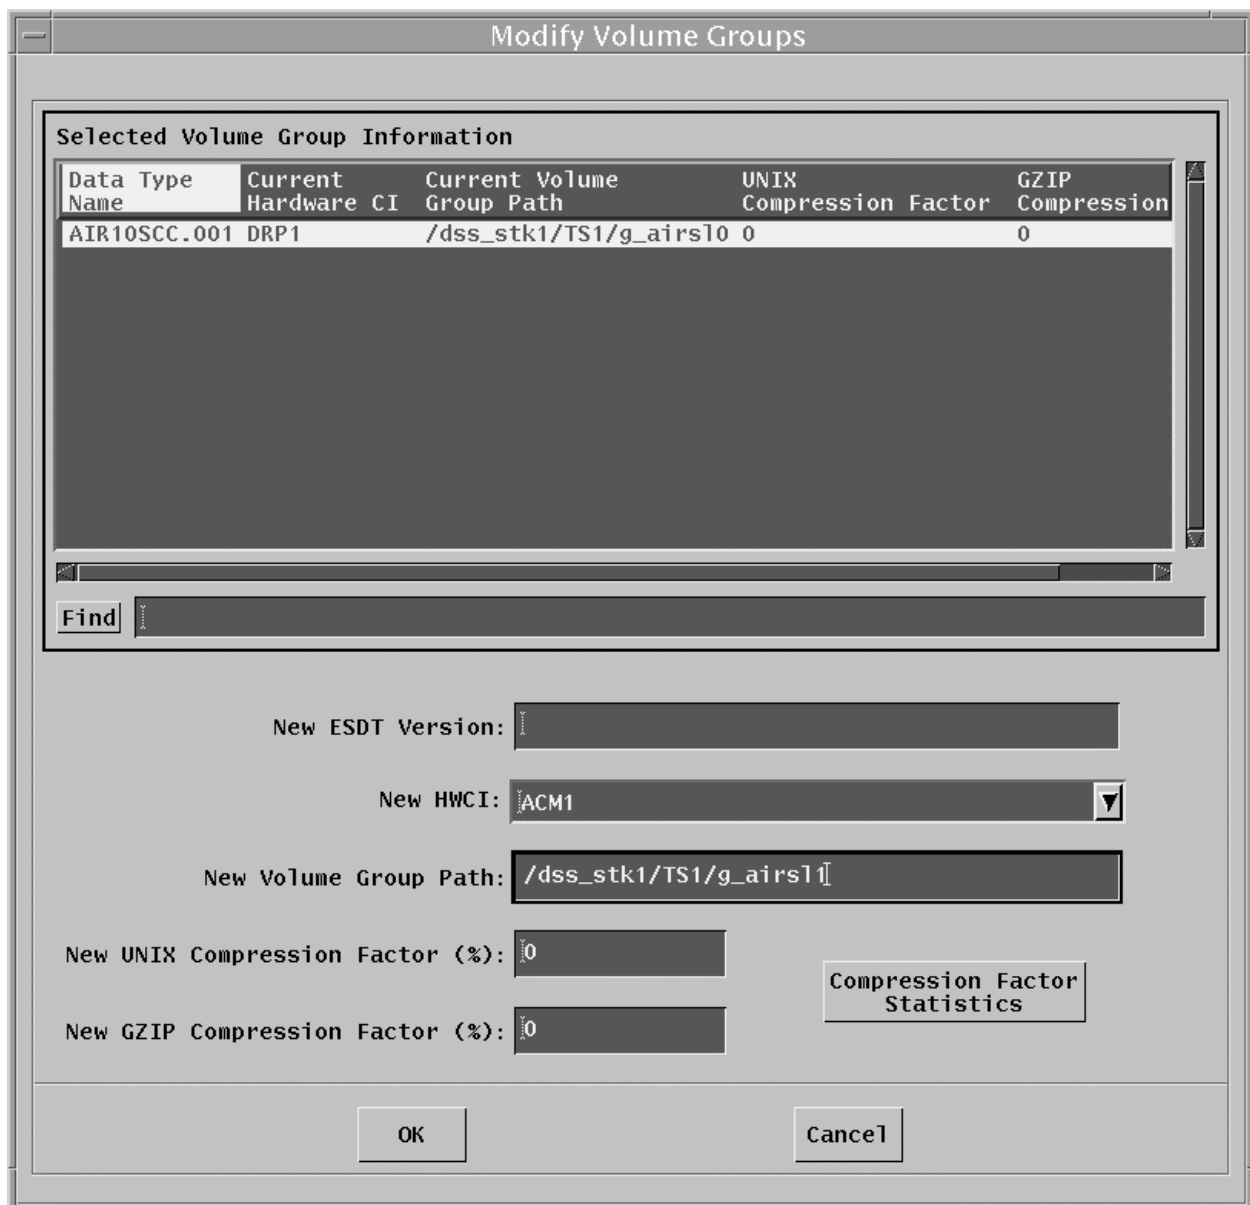 Modify Volume Groups
Selected Volume Group Information
Data Type Name Current Hardware CI Current Volume Group Path UNIX Compression Factor GZIP Compression
AIR10SCC.001 DRP1 /dss_stk1/TS1/g_airsl0 0 0
Find
New ESDT Version:
New HWCI: ACM1
New Volume Group Path: /dss_stk1/TS1/g_airsl1
New UNIX Compression Factor (%): 0
Compression Factor
Statistics
New GZIP Compression Factor (%): 0
OK Cancel